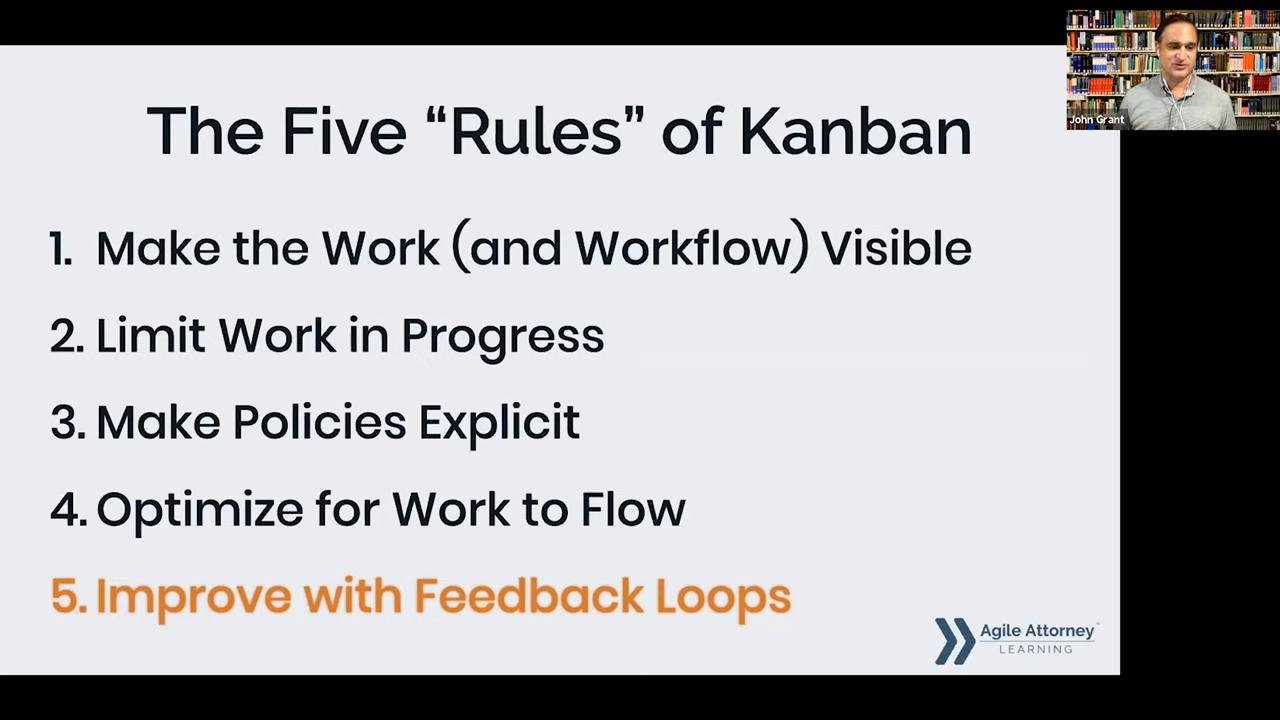 The Five “Rules” of Kanban
1. Make the Work (and Workflow) Visible
2. Limit Work in Progress
3. Make Policies Explicit
4. Optimize for Work to Flow
5. Improve with Feedback Loops
Agile Attorney™
LEARNING
John Grant